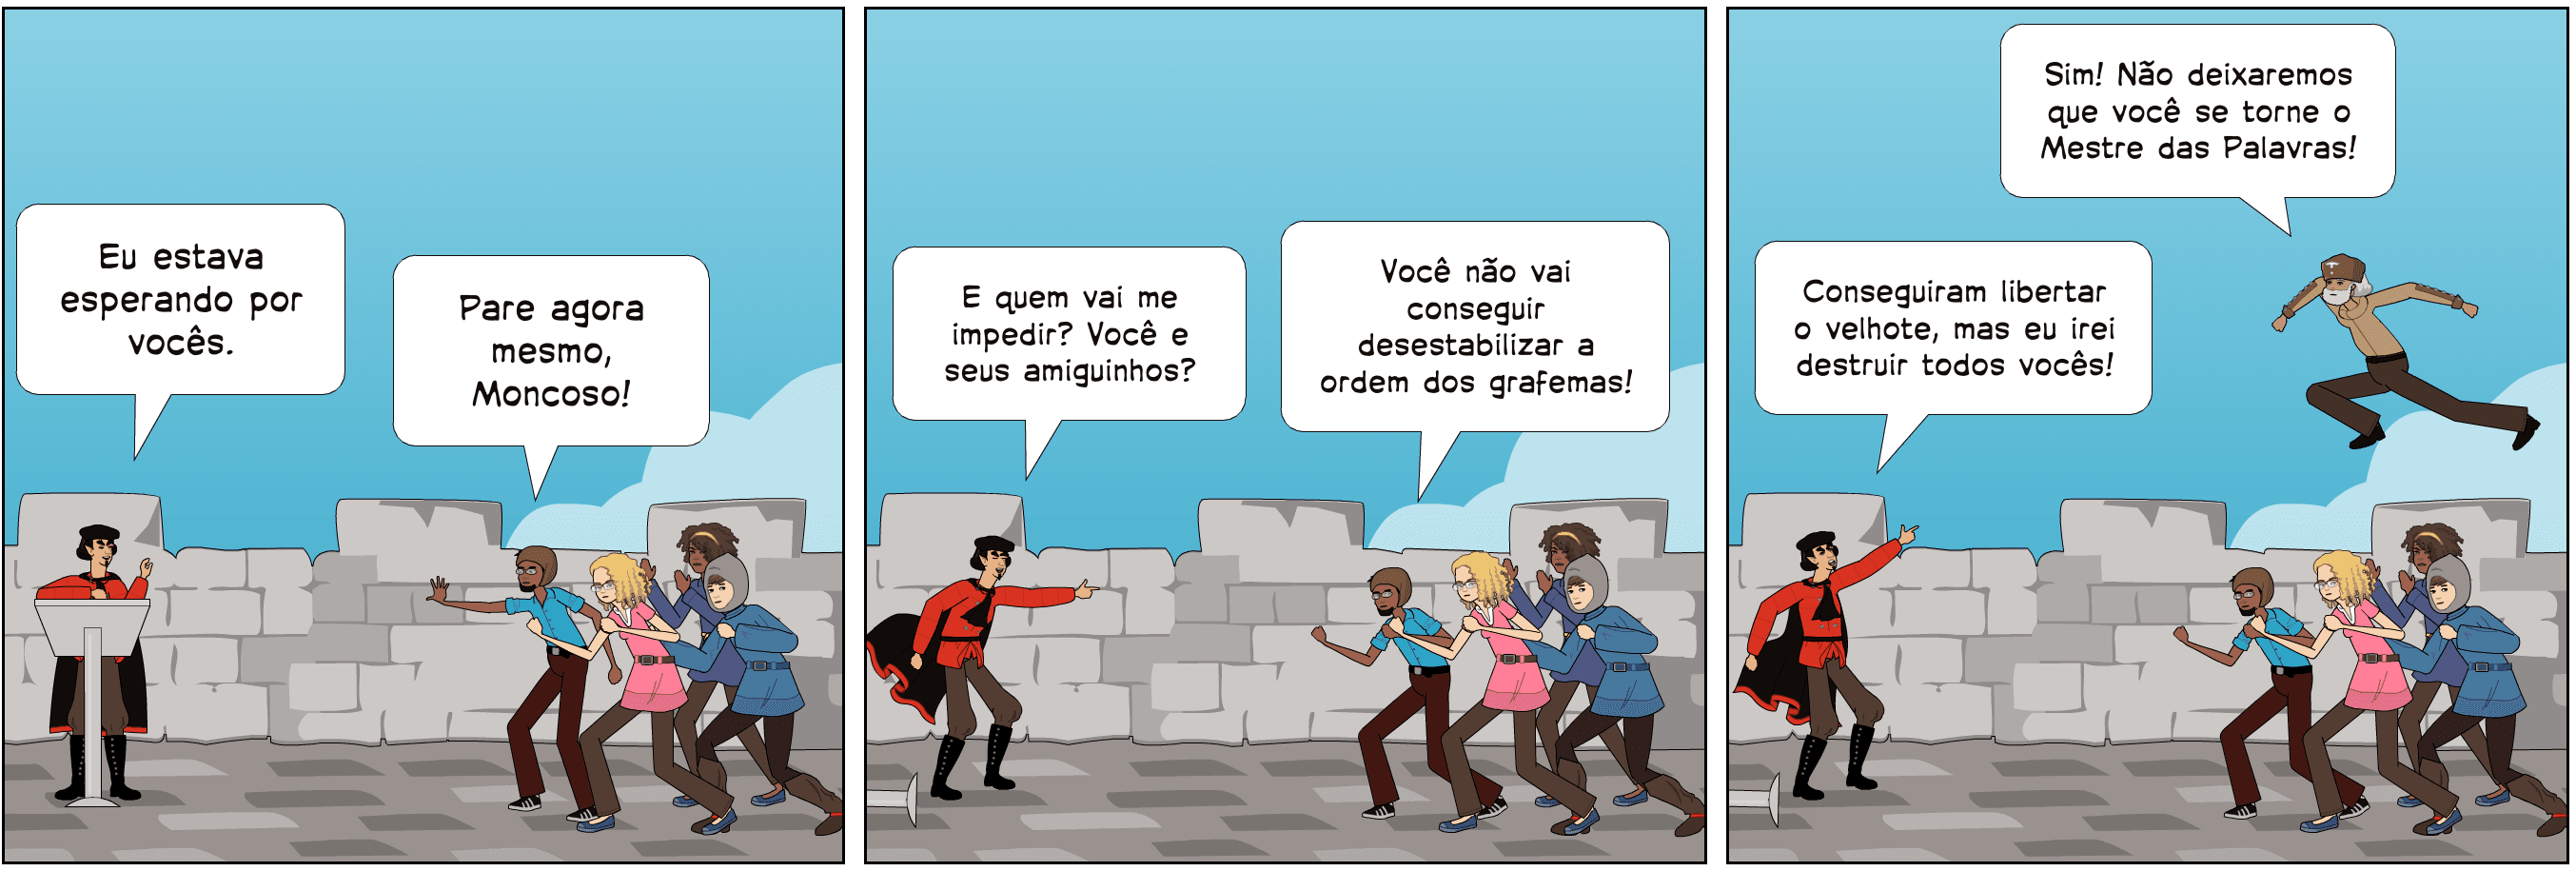 Eu estava
esperando por
vocês.
Pare agora
mesmo,
Moncoso!
E quem vai me
impedir? Você e
seus amiguinhos?
Você não vai
conseguir
desestabilizar a
ordem dos grafemas!
Sim! Não deixaremos
que você se torne o
Mestre das Palavras!
Conseguiram libertar
o velhote, mas eu irei
destruir todos vocês!